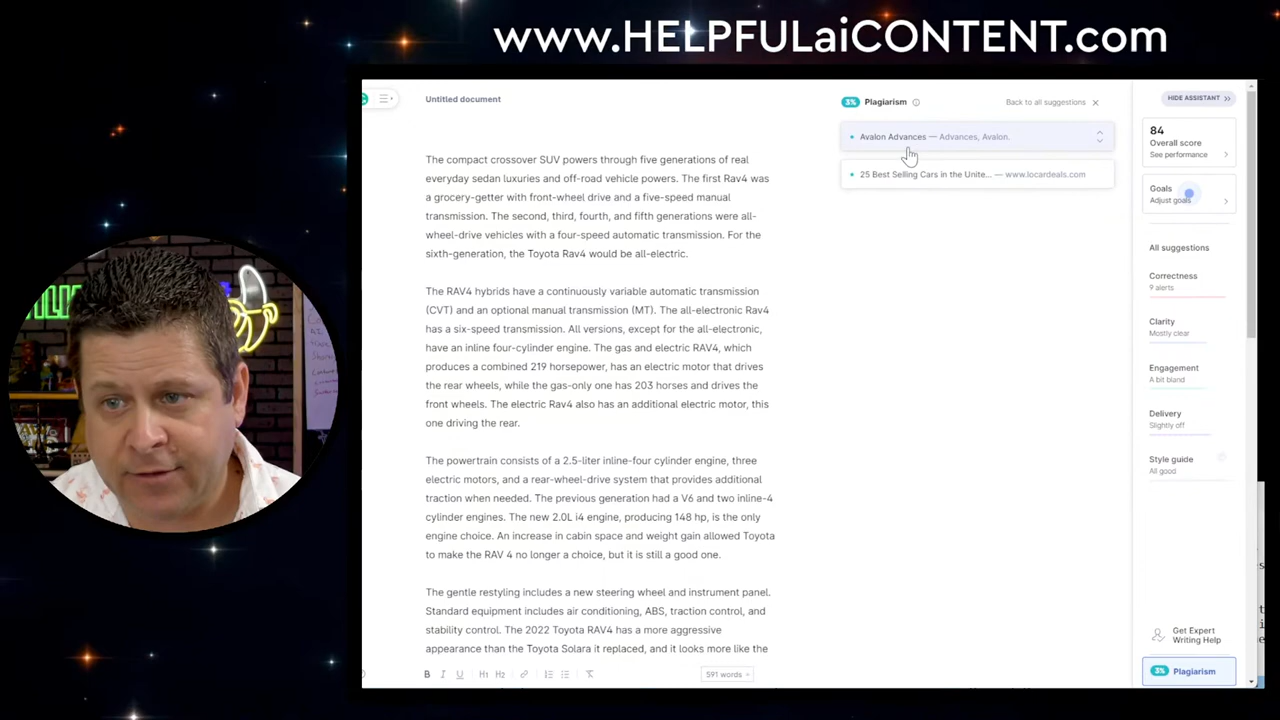 www.HELPFULaiCONTENT.com
Untitled document
The compact crossover SUV powers through five generations of real
everyday sedan luxuries and off-road vehicle powers. The first Rav4 was
a grocery-getter with front-wheel drive and a five-speed manual
transmission. The second, third, fourth, and fifth generations were all-
wheel-drive vehicles with a four-speed automatic transmission. For the
sixth-generation, the Toyota Rav4 would be all-electric.
The RAV4 hybrids have a continuously variable automatic transmission
(CVT) and an optional manual transmission (MT). The all-electronic Rav4
has a six-speed transmission. All versions, except for the all-electronic,
have an inline four-cylinder engine. The gas and electric RAV4, which
produces a combined 219 horsepower, has an electric motor that drives
the rear wheels, while the gas-only one has 203 horses and drives the
front wheels. The electric Rav4 also has an additional electric motor, this
one driving the rear.
The powertrain consists of a 2.5-liter inline-four cylinder engine, three
electric motors, and a rear-wheel-drive system that provides additional
traction when needed. The previous generation had a V6 and two inline-4
cylinder engines. The new 2.0L i4 engine, producing 148 hp, is the only
engine choice. An increase in cabin space and weight gain allowed Toyota
to make the RAV 4 no longer a choice, but it is still a good one.
The gentle restyling includes a new steering wheel and instrument panel.
Standard equipment includes air conditioning, ABS, traction control, and
stability control. The 2022 Toyota RAV4 has a more aggressive
appearance than the Toyota Solara it replaced, and it looks more like the
B I U H1 H2
591 words
3% Plagiarism
Back to all suggestions
Avalon Advances — Advances, Avalon.
25 Best Selling Cars in the Unite... — www.locardeals.com
HIDE ASSISTANT
84
Overall score
See performance
Goals
Adjust goals
All suggestions
Correctness
9 alerts
Clarity
Mostly clear
Engagement
A bit bland
Delivery
Slightly off
Style guide
All good
Get Expert
Writing Help
3% Plagiarism